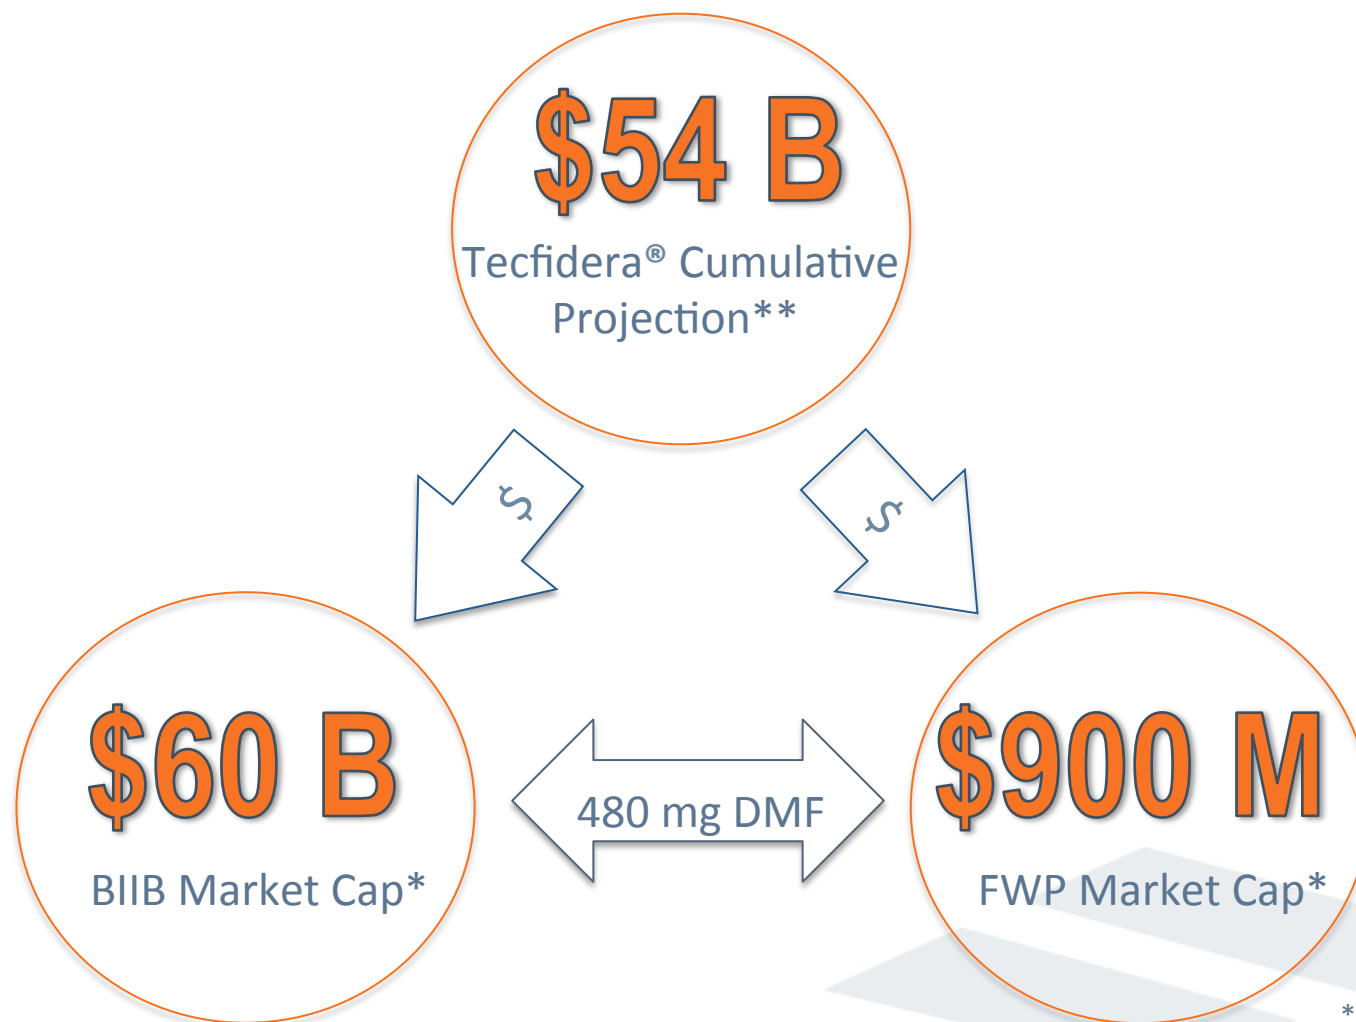 $54 B
Tecfidera® Cumulative
Projection**
$
$
$60 B
BIIB Market Cap*
480 mg DMF
$900 M
FWP Market Cap*
*